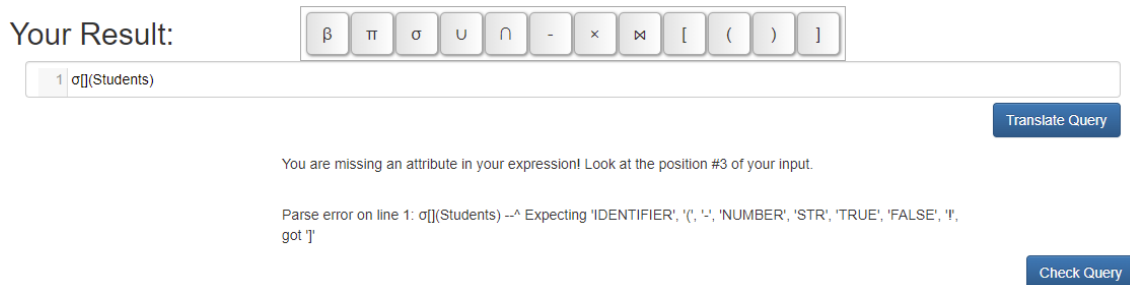 Your Result:
β π σ ∪ ∩ - × ⋈ [ ( ) ]
1 σ[](Students)
Translate Query
You are missing an attribute in your expression! Look at the position #3 of your input.
Parse error on line 1: σ[](Students) --^ Expecting 'IDENTIFIER', '(', '-', 'NUMBER', 'STR', 'TRUE', 'FALSE', '!',
got ']'
Check Query